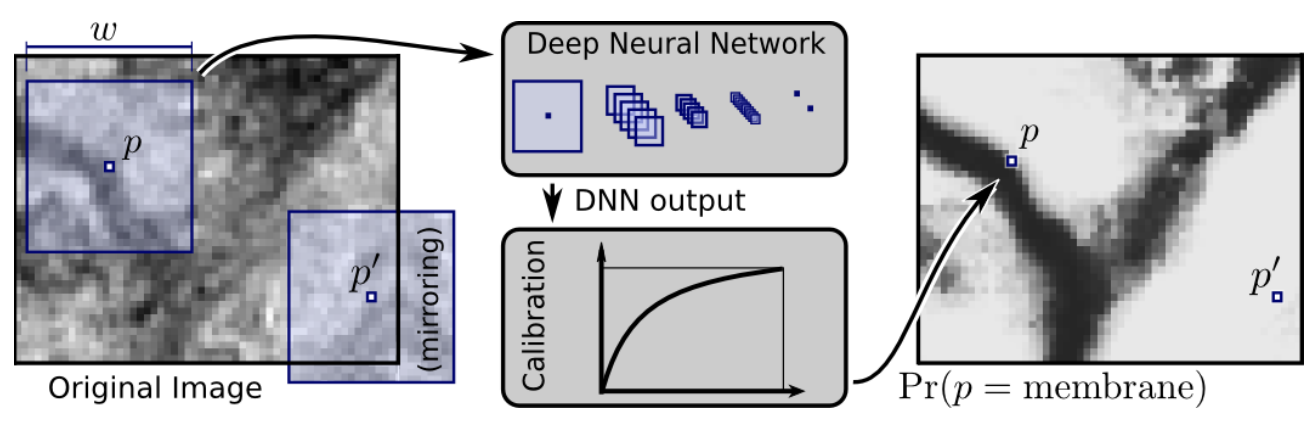 w
p
p′
(mirroring)
Original Image
Deep Neural Network
DNN output
Calibration
p
p′
Pr(p = membrane)